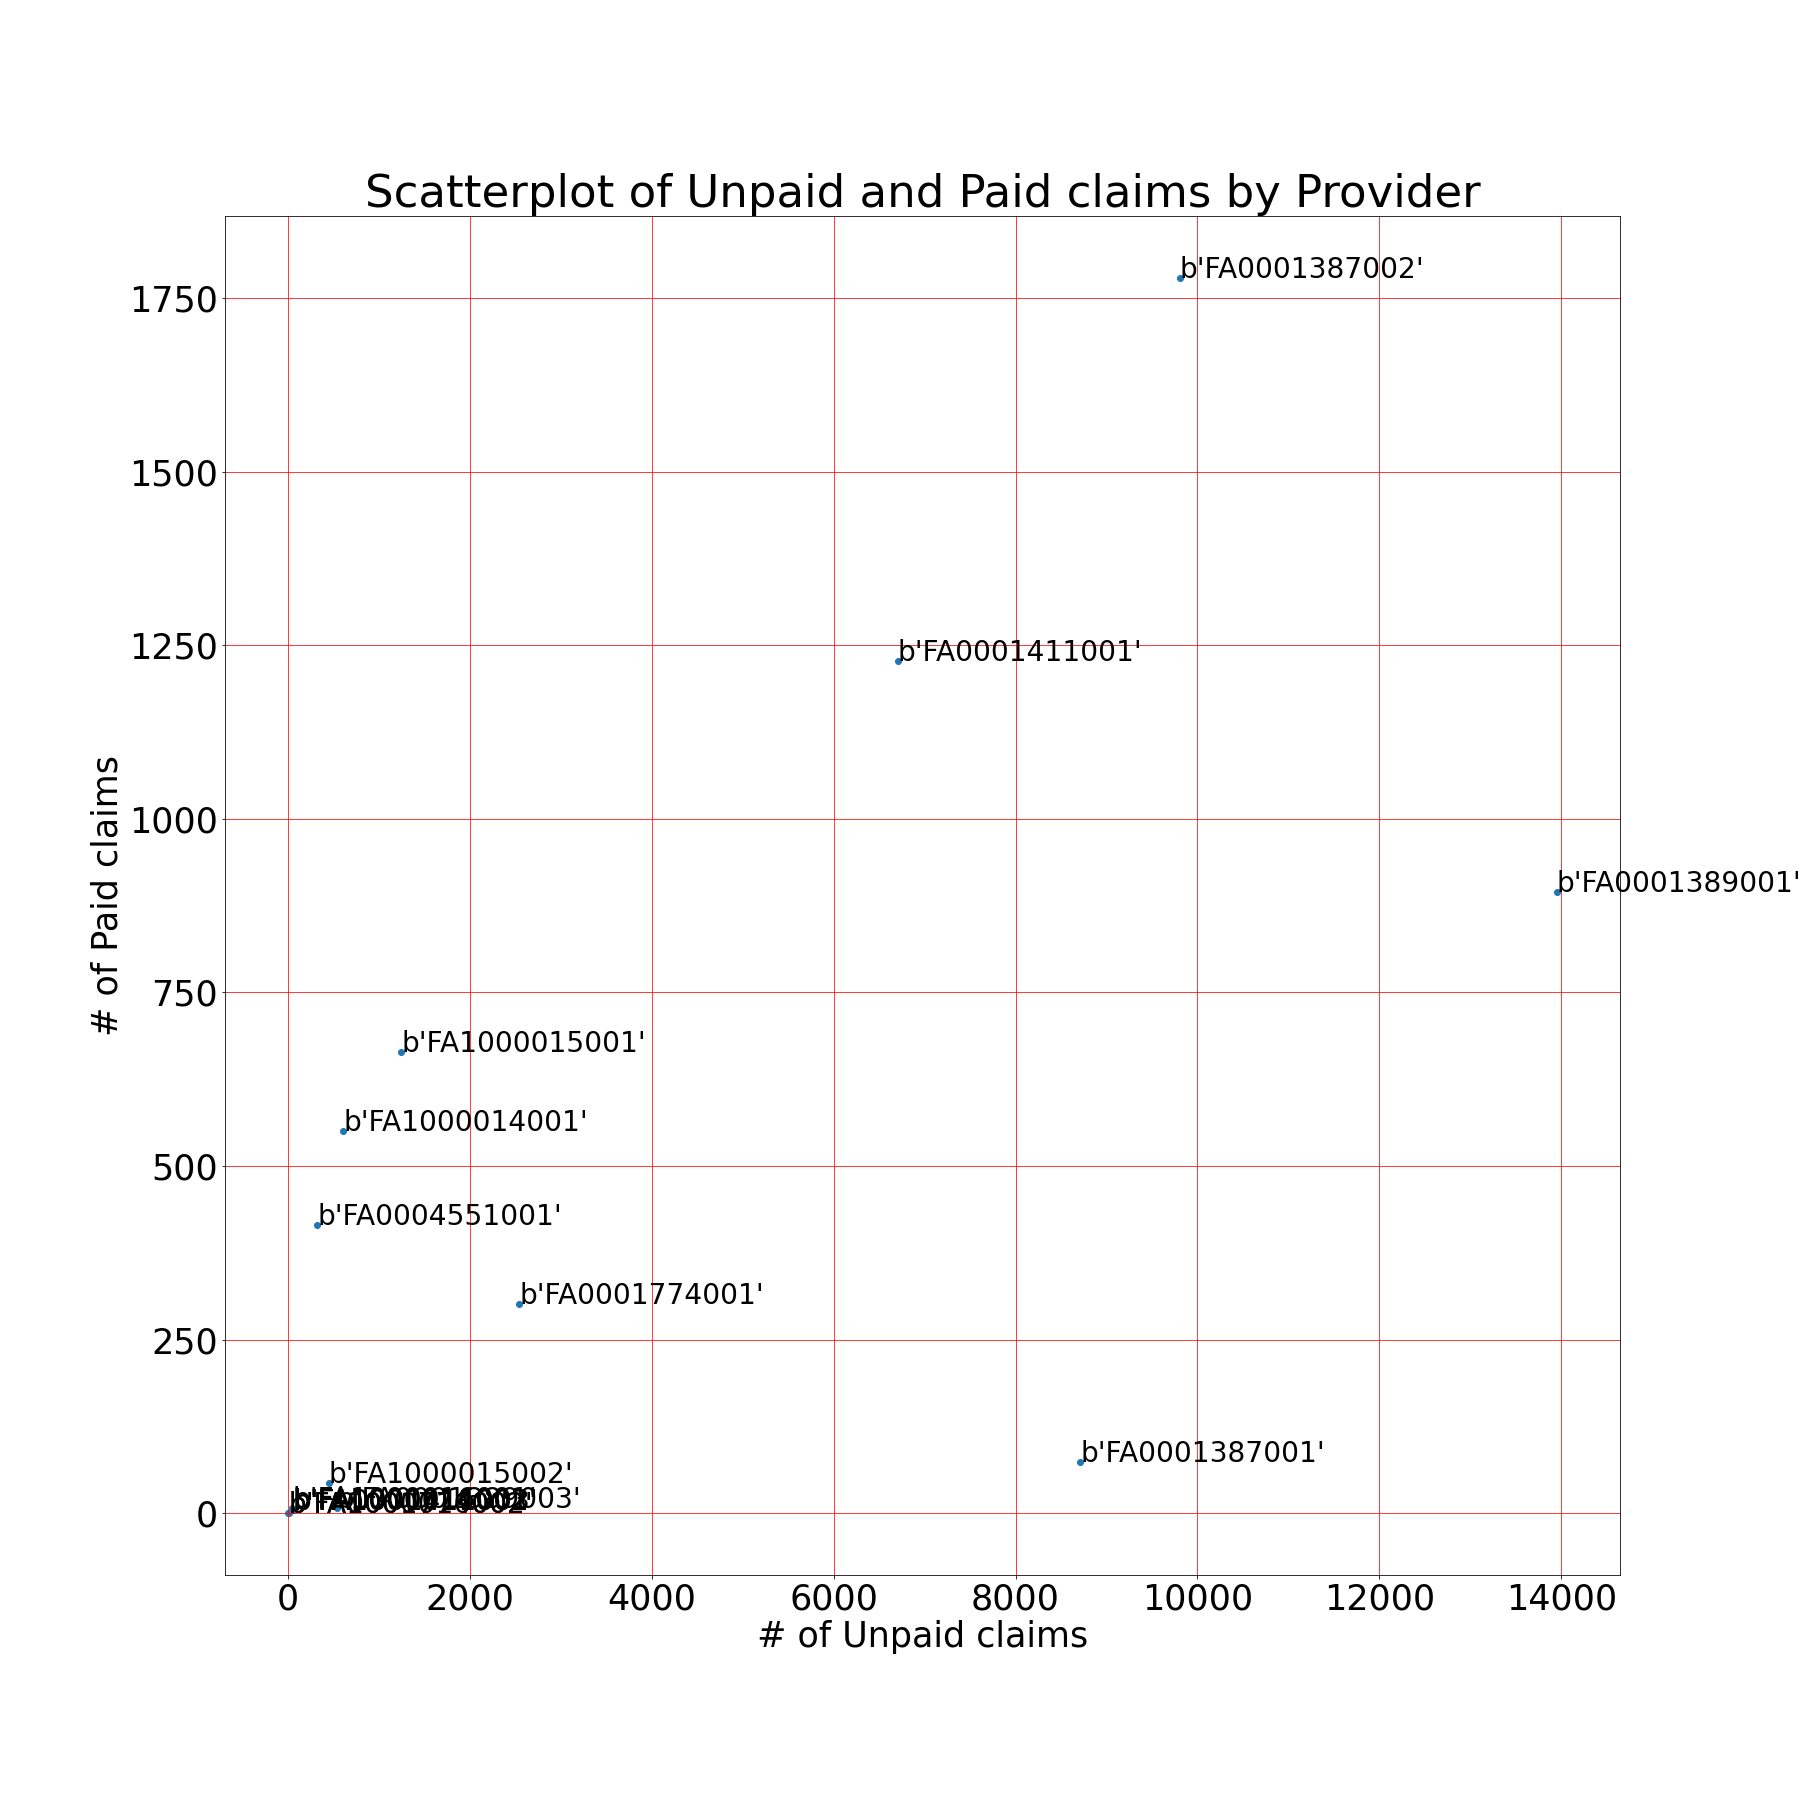 Scatterplot of Unpaid and Paid claims by Provider
b'FA0001387002'
1750
1500
b'FA0001411001'
1250
1000
b'FA0001389001'
# of Paid claims
750
b'FA1000015001'
b'FA1000014001'
500
b'FA0004551001'
b'FA0001774001'
250
b'FA0001387001'
b'FA1000015002'
0
0 2000 4000 6000 8000 10000 12000 14000
# of Unpaid claims